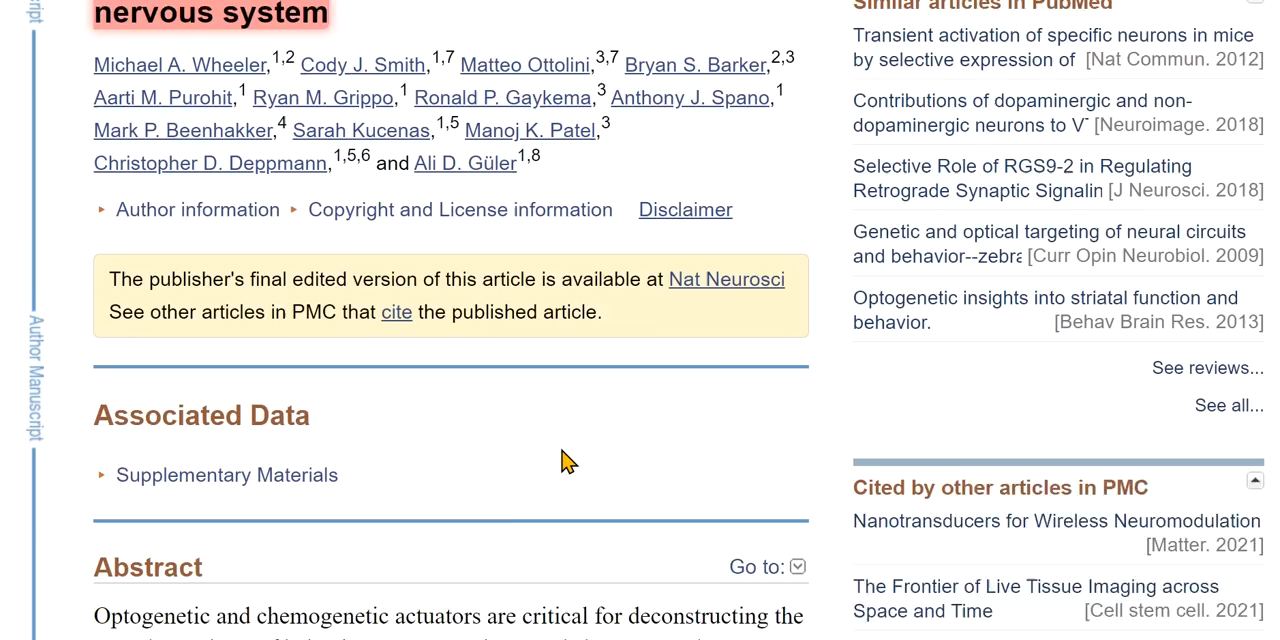 nervous system
Michael A. Wheeler,1,2 Cody J. Smith,1,7 Matteo Ottolini,3,7 Bryan S. Barker,2,3
Aarti M. Purohit,1 Ryan M. Grippo,1 Ronald P. Gaykema,3 Anthony J. Spano,1
Mark P. Beenhakker,4 Sarah Kucenas,1,5 Manoj K. Patel,3
Christopher D. Deppmann,1,5,6 and Ali D. Güler1,8
Author information Copyright and License information Disclaimer
The publisher's final edited version of this article is available at Nat Neurosci
See other articles in PMC that cite the published article.
Associated Data
Supplementary Materials
Abstract
Go to:
Optogenetic and chemogenetic actuators are critical for deconstructing the
Author Manuscript
Similar articles in PubMed
Transient activation of specific neurons in mice
by selective expression of [Nat Commun. 2012]
Contributions of dopaminergic and non-
dopaminergic neurons to V [Neuroimage. 2018]
Selective Role of RGS9-2 in Regulating
Retrograde Synaptic Signalin [J Neurosci. 2018]
Genetic and optical targeting of neural circuits
and behavior--zebra [Curr Opin Neurobiol. 2009]
Optogenetic insights into striatal function and
behavior. [Behav Brain Res. 2013]
See reviews...
See all...
Cited by other articles in PMC
Nanotransducers for Wireless Neuromodulation
[Matter. 2021]
The Frontier of Live Tissue Imaging across
Space and Time [Cell stem cell. 2021]